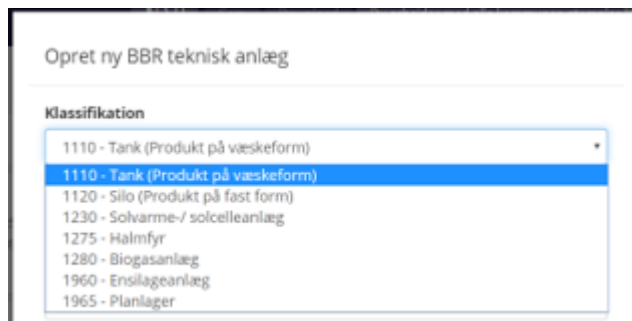 Opret ny BBR teknisk anlæg
Klassifikation
1110 - Tank (Produkt på væskeform)
1110 - Tank (Produkt på væskeform)
1120 - Silo (Produkt på fast form)
1230 - Solvarme-/ solcelleanlæg
1275 - Halmfyr
1280 - Biogasanlæg
1960 - Ensilageanlæg
1965 - Planlager